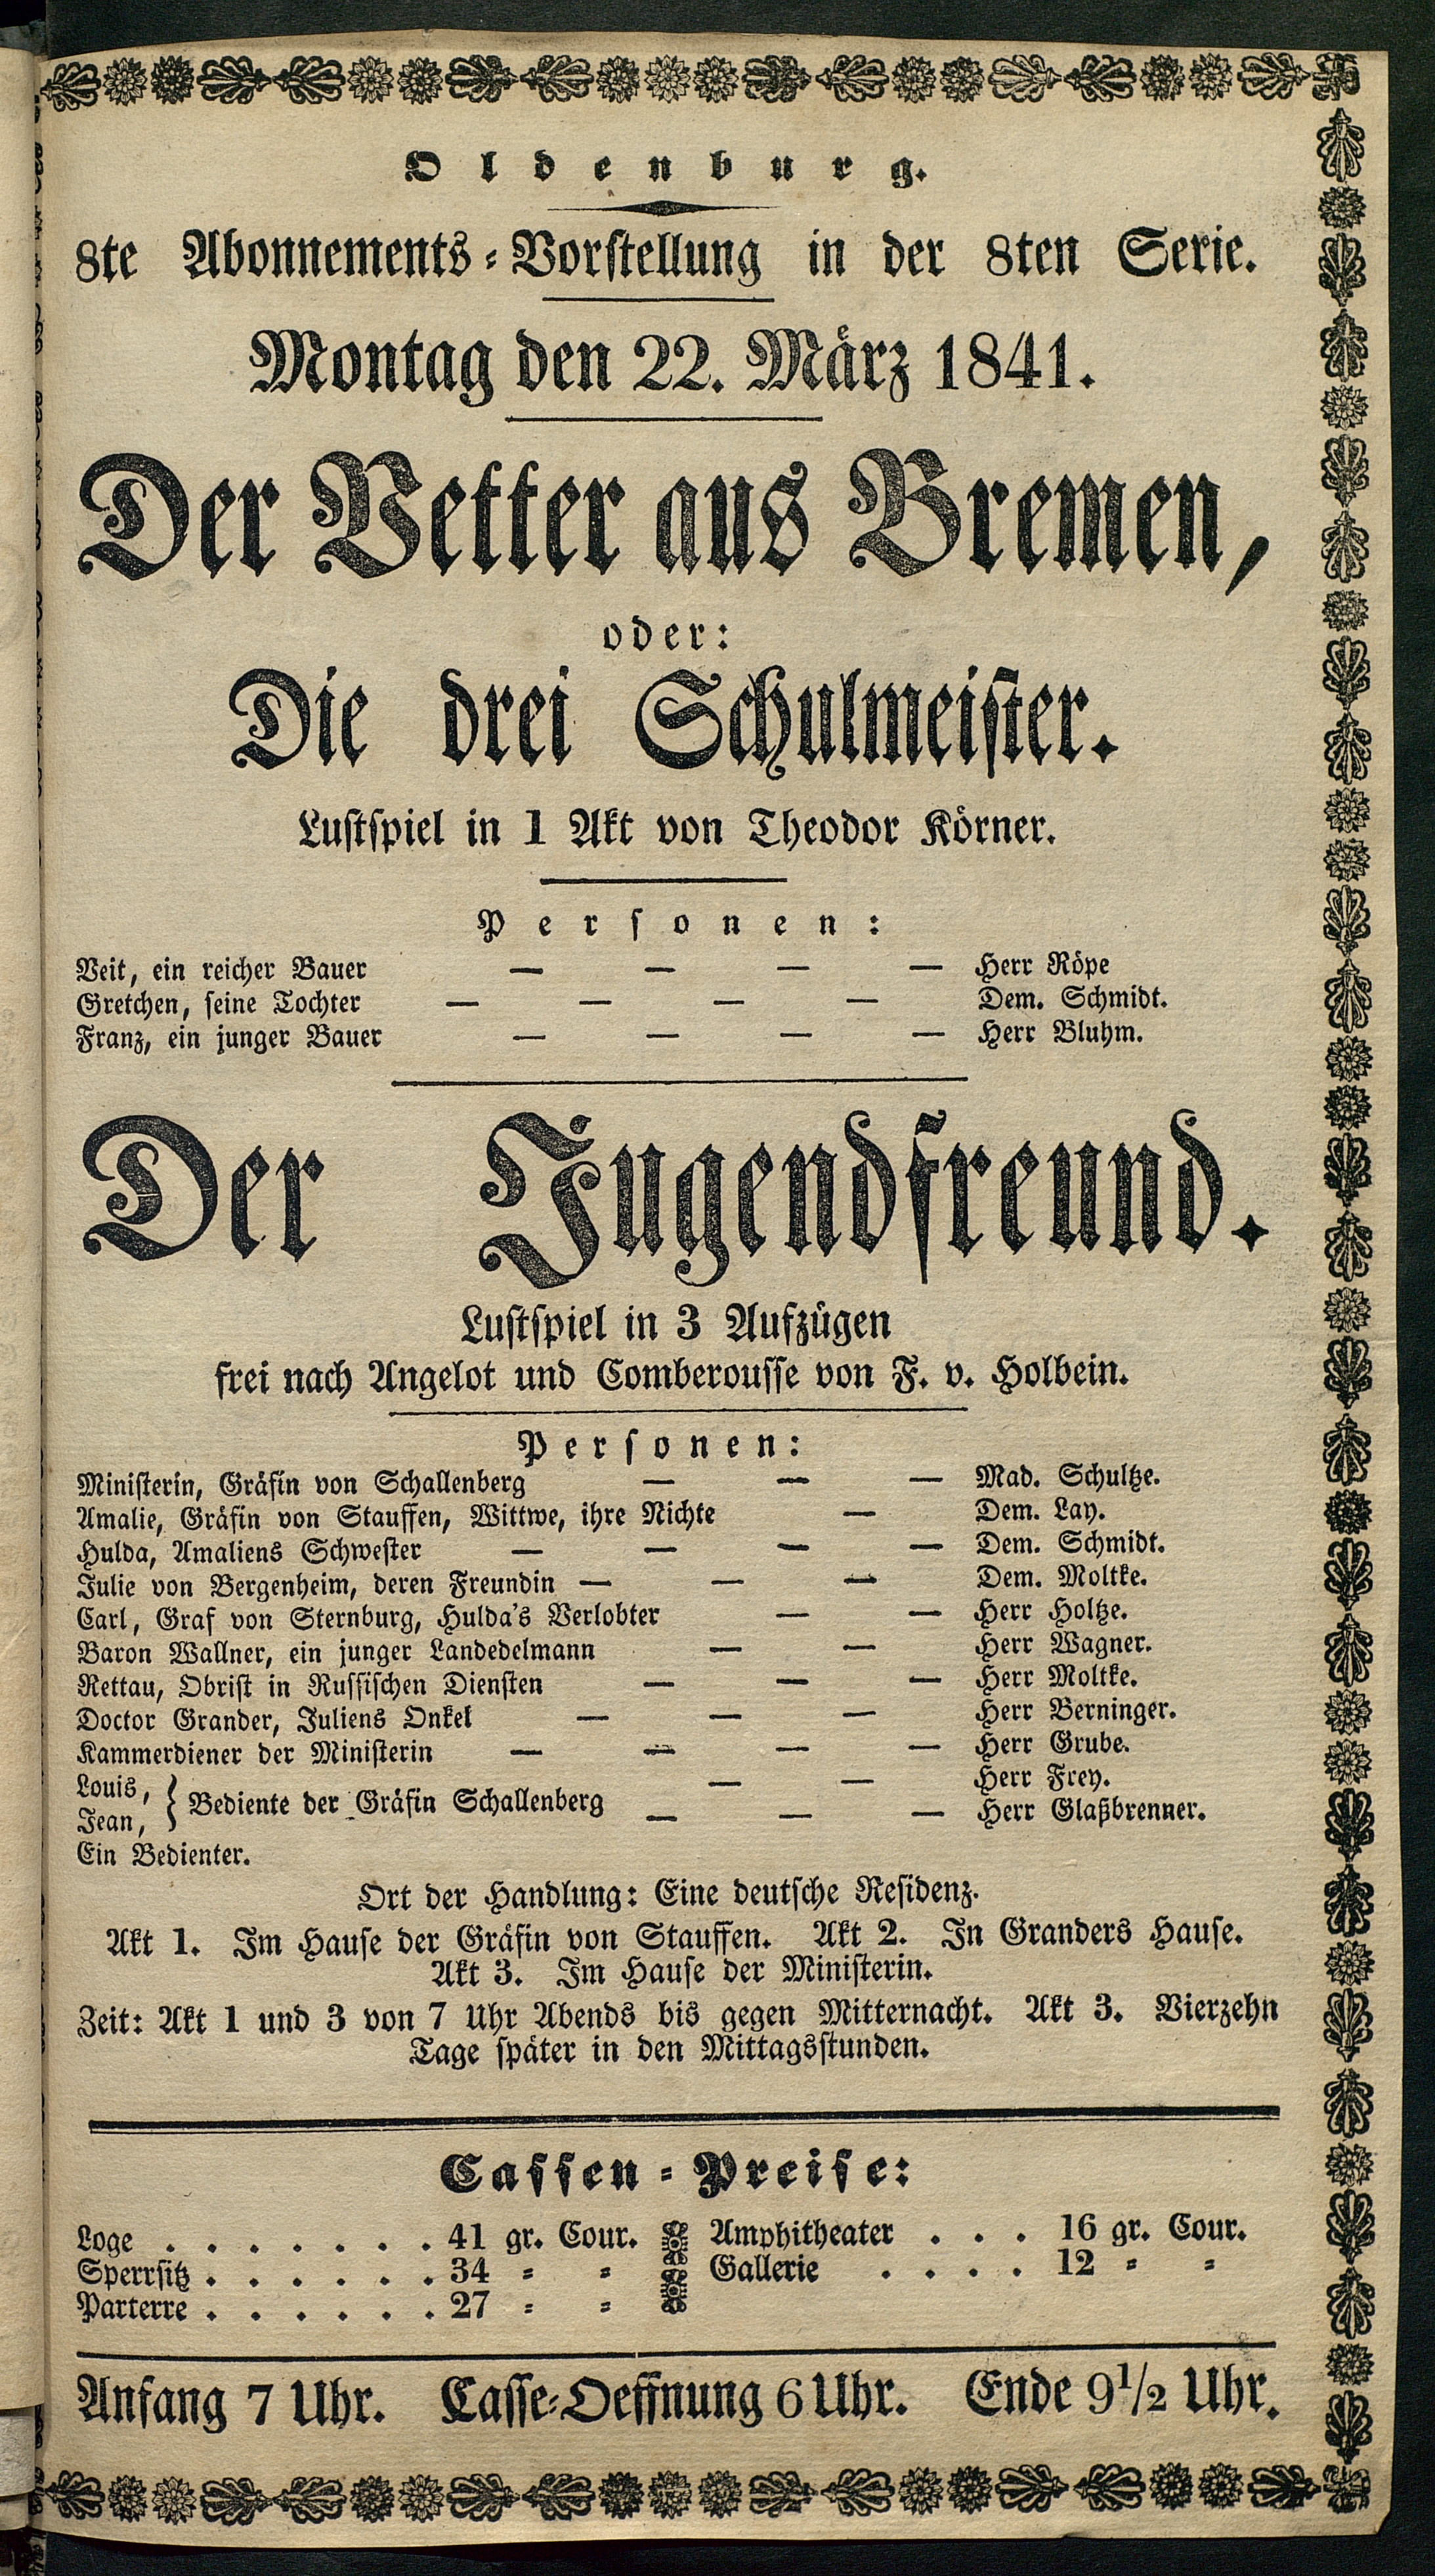 Oldenburg.
8te Abonnements-Vorstellung in der 8ten Serie.
Montag den 22. März 1841.
Der Vetter aus Bremen,
oder:
Die drei Schulmeister.
Lustspiel in 1 Akt von Theodor Körner.
Personen:
Veit, ein reicher Bauer — — — — Herr Röpe
Gretchen, seine Tochter — — — — Dem. Schmidt.
Franz, ein junger Bauer — — — — Herr Bluhm.
Der Jugendfreund.
Lustspiel in 3 Aufzügen
frei nach Angelot und Comberousse von F. v. Holbein.
Personen:
Ministerin, Gräfin von Schallenberg — — — Mad. Schultze.
Amalie, Gräfin von Stauffen, Wittwe, ihre Nichte — Dem. Lay.
Hulda, Amaliens Schwester — — — — Dem. Schmidt.
Julie von Bergenheim, deren Freundin — — — Dem. Moltke.
Carl, Graf von Sternburg, Hulda's Verlobter — — Herr Holtze.
Baron Wallner, ein junger Landedelmann — — Herr Wagner.
Rettau, Obrist in Russischen Diensten — — — Herr Moltke.
Doctor Grander, Juliens Onkel — — — Herr Berninger.
Kammerdiener der Ministerin — — — — Herr Grube.
Louis, } Bediente der Gräfin Schallenberg — — Herr Frey.
Jean, — — — Herr Glaßbrenner.
Ein Bedienter.
Ort der Handlung: Eine deutsche Residenz.
Akt 1. Im Hause der Gräfin von Stauffen. Akt 2. In Granders Hause.
Akt 3. Im Hause der Ministerin.
Zeit: Akt 1 und 3 von 7 Uhr Abends bis gegen Mitternacht. Akt 3. Vierzehn
Tage später in den Mittagsstunden.
Cassen-Preise:
Loge . . . . . . . 41 gr. Cour. Amphitheater . . . 16 gr. Cour.
Sperrsitz . . . . . . 34 = = Gallerie . . . . 12 = =
Parterre . . . . . . 27 = =
Anfang 7 Uhr. Casse-Oeffnung 6 Uhr. Ende 9 1/2 Uhr.